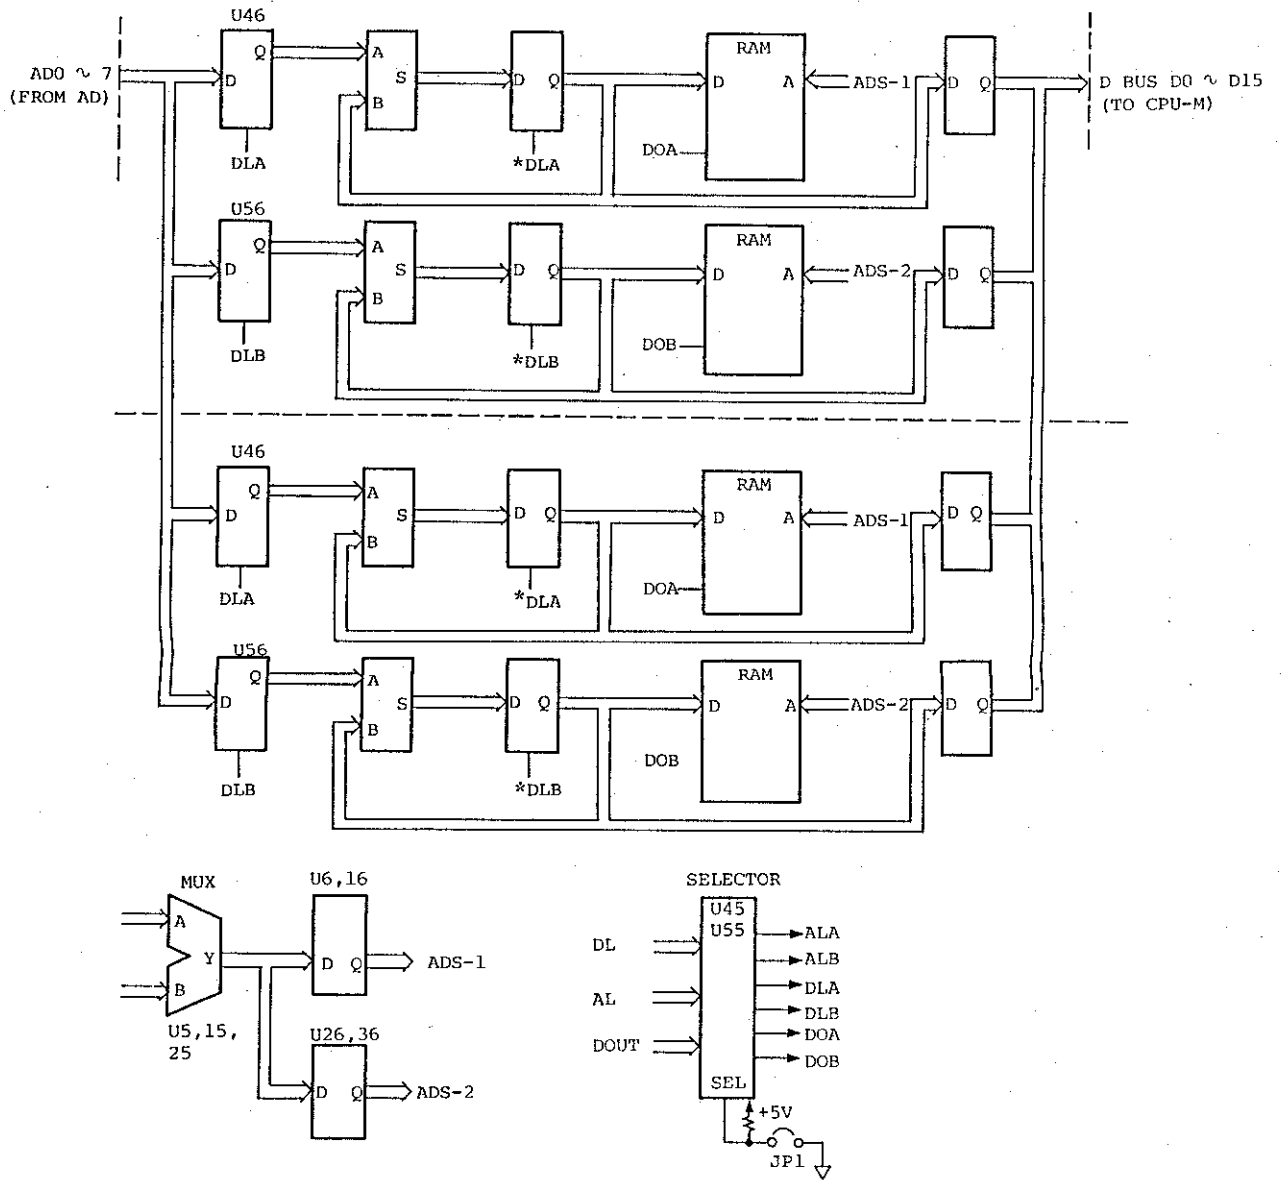 U46
Q
A
RAM
AD0 ~ 7
(FROM AD)
D
S
D Q
D
A
ADS-1
D Q
D BUS D0 ~ D15
(TO CPU-M)
B
DOA
DLA
*DLA
U56
Q
A
RAM
D
S
D Q
D
A
ADS-2
D Q
B
DOB
DLB
*DLB
U46
Q
A
RAM
D
S
D Q
D
A
ADS-1
D Q
B
DOA
DLA
*DLA
U56
Q
A
RAM
D
S
D Q
D
A
ADS-2
D Q
B
DOB
DLB
*DLB
MUX
A
Y
B
U5,15,
25
U6,16
D Q
ADS-1
U26,36
D Q
ADS-2
SELECTOR
U45
U55
DL
AL
DOUT
ALA
ALB
DLA
DLB
DOA
DOB
SEL
+5V
JP1